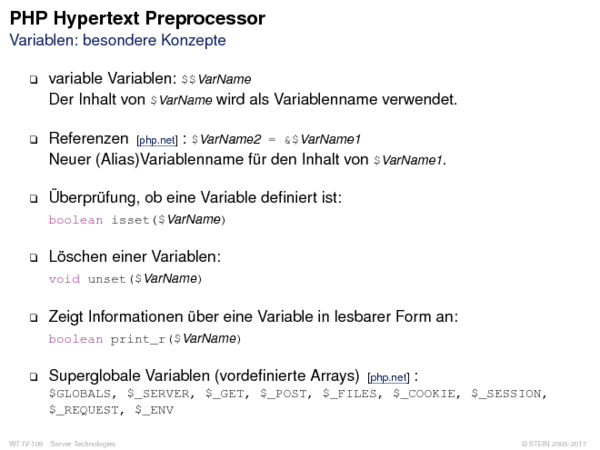 PHP Hypertext Preprocessor
Variablen: besondere Konzepte
❑ variable Variablen: $$VarName
Der Inhalt von $VarName wird als Variablenname verwendet.
❑ Referenzen [php.net] : $VarName2 = &$VarName1
Neuer (Alias)Variablenname für den Inhalt von $VarName1.
❑ Überprüfung, ob eine Variable definiert ist:
boolean isset($VarName)
❑ Löschen einer Variablen:
void unset($VarName)
❑ Zeigt Informationen über eine Variable in lesbarer Form an:
boolean print_r($VarName)
❑ Superglobale Variablen (vordefinierte Arrays) [php.net] :
$GLOBALS, $_SERVER, $_GET, $_POST, $_FILES, $_COOKIE, $_SESSION,
$_REQUEST, $_ENV
WT:IV-109 Server Technologies © STEIN 2005-2017